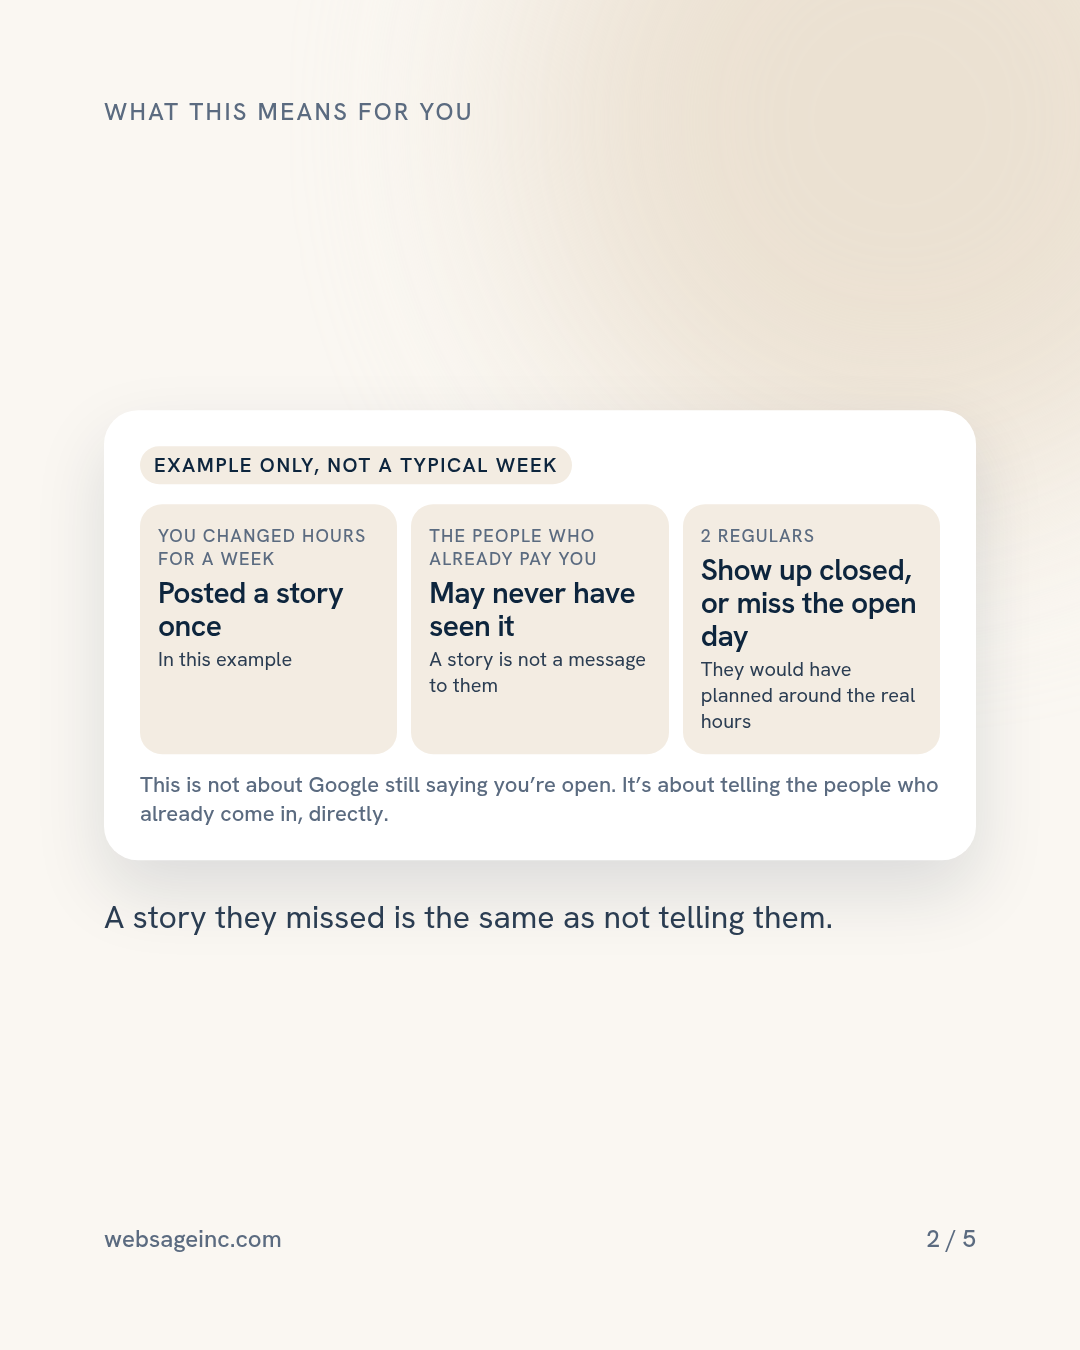 WHAT THIS MEANS FOR YOU
EXAMPLE ONLY, NOT A TYPICAL WEEK
YOU CHANGED HOURS
FOR A WEEK
Posted a story
once
In this example
THE PEOPLE WHO
ALREADY PAY YOU
May never have
seen it
A story is not a message
to them
2 REGULARS
Show up closed,
or miss the open
day
They would have
planned around the real
hours
This is not about Google still saying you’re open. It’s about telling the people who
already come in, directly.
A story they missed is the same as not telling them.
websageinc.com
2 / 5